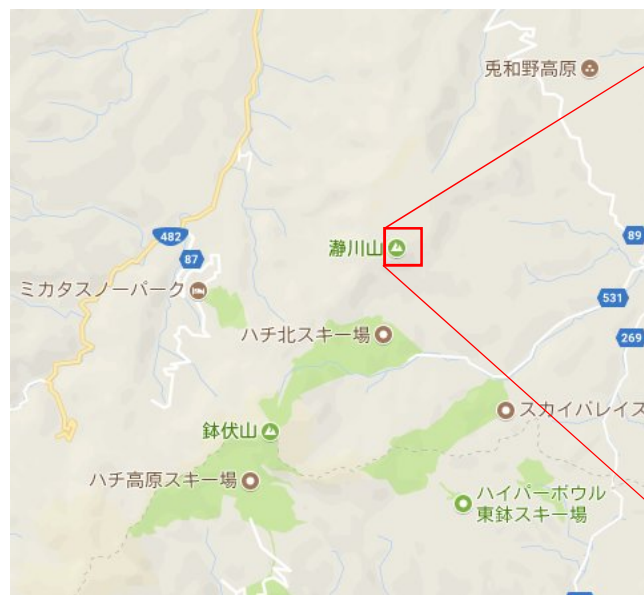 兎和野高原
瀞川山
89
482
87
ミカタスノーパーク
531
ハチ北スキー場
269
スカイバレイス
鉢伏山
ハチ高原スキー場
ハイパーボウル
東鉢スキー場